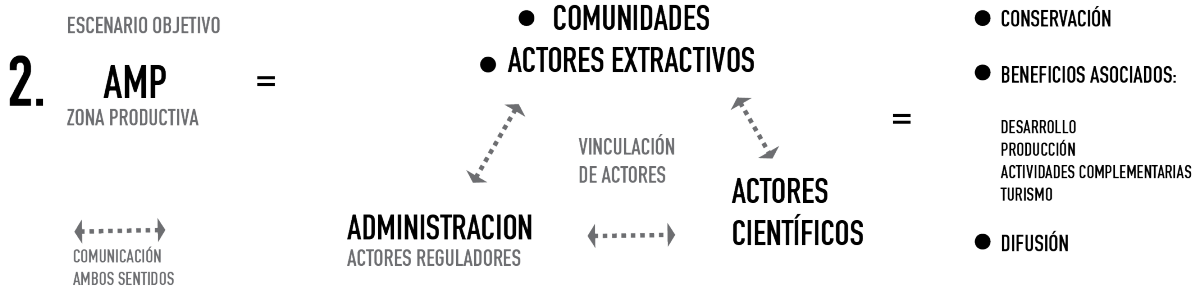 ESCENARIO OBJETIVO
2. AMP =
ZONA PRODUCTIVA
COMUNICACIÓN
AMBOS SENTIDOS
● COMUNIDADES
● ACTORES EXTRACTIVOS
VINCULACIÓN
DE ACTORES
ADMINISTRACION
ACTORES REGULADORES
ACTORES
CIENTÍFICOS
=
● CONSERVACIÓN
● BENEFICIOS ASOCIADOS:
DESARROLLO
PRODUCCIÓN
ACTIVIDADES COMPLEMENTARIAS
TURISMO
● DIFUSIÓN